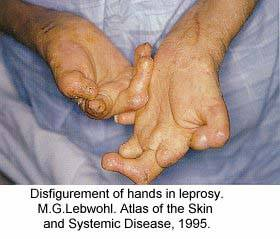 Disfigurement of hands in leprosy.
M.G.Lebwohl. Atlas of the Skin
and Systemic Disease, 1995.